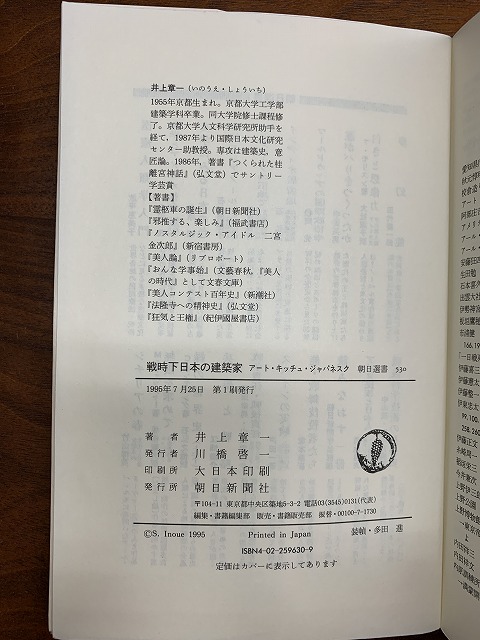 井上章一(いのうえ・しょういち)
1955年京都生まれ。京都大学工学部
建築学科卒業。同大学院修士課程修
了。京都大学人文科学研究所助手を
経て、1987年より国際日本文化研究
センター助教授。専攻は建築史、意
匠論。1986年、著書『つくられた桂
離宮神話』(弘文堂)でサントリー
学芸賞
【著書】
『霊柩車の誕生』(朝日新聞社)
『邪推する、楽しみ』(福武書店)
『ノスタルジック・アイドル 二宮
金次郎』(新宿書房)
『美人論』(リブロポート)
『おんな学事始』(文藝春秋,『美人
の時代』として文春文庫)
『美人コンテスト百年史』(新潮社)
『法隆寺への精神史』(弘文堂)
『狂気と王権』(紀伊國屋書店)
戦時下日本の建築家 アート・キッチュ・ジャパネスク 朝日選書 530
1995年7月25日 第1刷発行
著者 井上章一
発行者 川橋啓一
印刷所 大日本印刷
発行所 朝日新聞社
〒104-11 東京都中央区築地5-3-2 電話03(3545)0131(代表)
編集・書籍編集部 販売・書籍販売部 振替・00100-7-1730
©S. Inoue 1995 Printed in Japan 装幀・多田 進
ISBN4-02-259630-9
定価はカバーに表示してあります